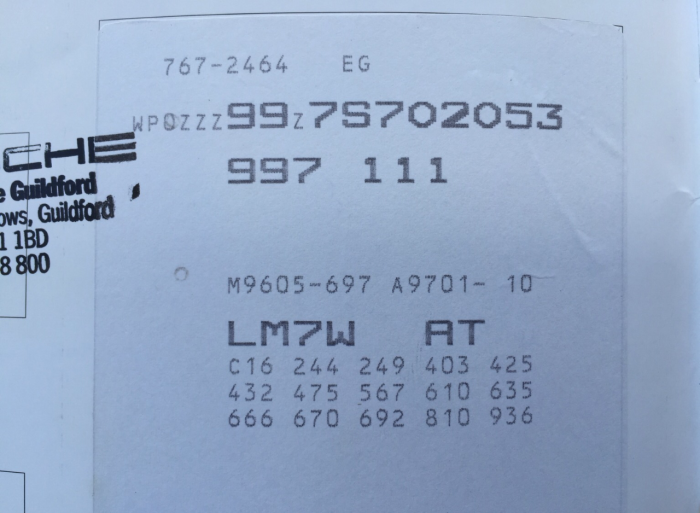 767-2464 EG
WP0ZZZ99Z7S702053
997 111
CHE
e Guildford
ows, Guildford
1 1BD
8 800
M9605-697 A9701- 10
LM7W AT
C16 244 249 403 425
432 475 567 610 635
666 670 692 810 936